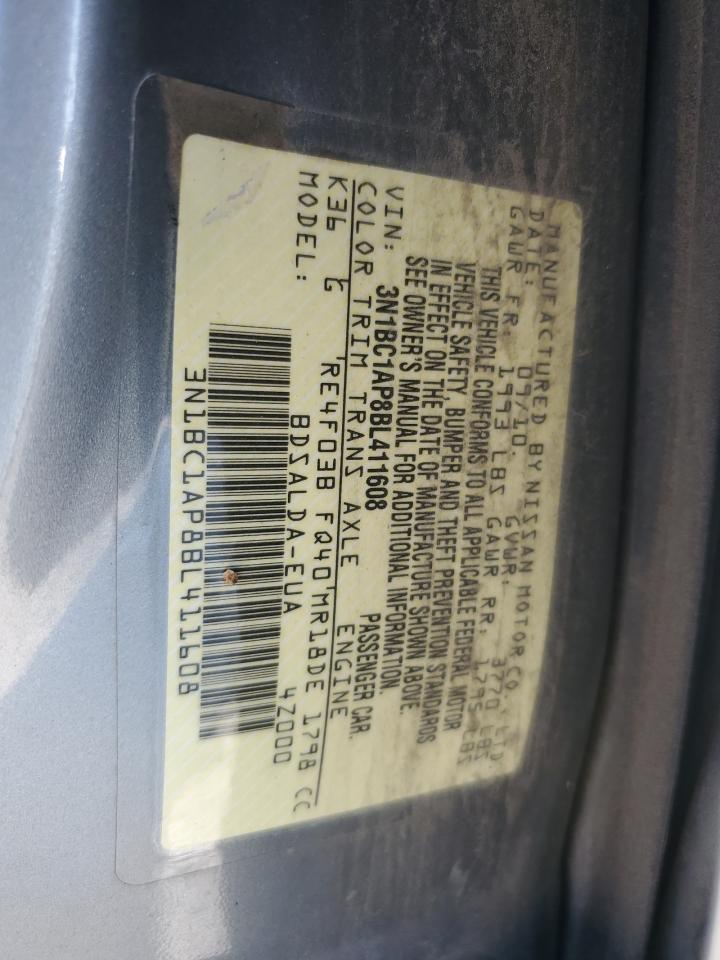 MANUFACTURED BY NISSAN MOTOR CO., LTD.
DATE: 09/10. GVWR: 3770 LBS
GAWR FR: 1993 LBS GAWR RR: 1795 LBS
THIS VEHICLE CONFORMS TO ALL APPLICABLE FEDERAL MOTOR
VEHICLE SAFETY, BUMPER AND THEFT PREVENTION STANDARDS
IN EFFECT ON THE DATE OF MANUFACTURE SHOWN ABOVE.
SEE OWNER'S MANUAL FOR ADDITIONAL INFORMATION
VIN: 3N1BC1AP8BL411608 PASSENGER CAR.
COLOR TRIM TRANS AXLE ENGINE
K36 G RE4F03B FQ40 MR18DE 1798 CC
MODEL: BDSALDA-EUA 4Z000
3N1BC1AP8BL411608